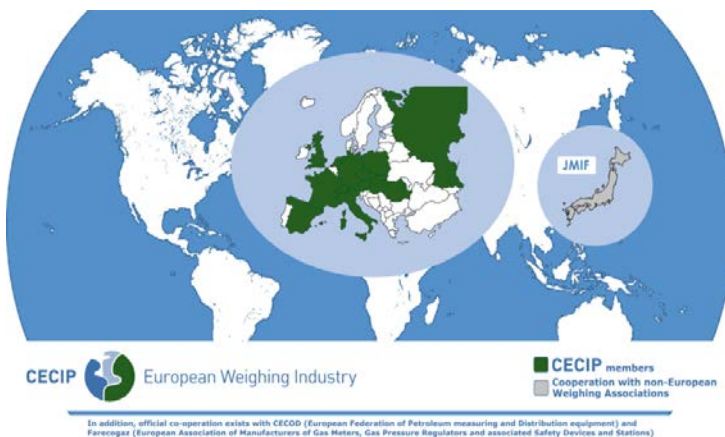 JMIF
CECIP European Weighing Industry
CECIP members
Cooperation with non-European
Weighing Associations
In addition, official co-operation exists with CECOD (European Federation of Petroleum measuring and Distribution equipment) and
Farecogaz (European Association of Manufacturers of Gas Meters, Gas Pressure Regulators and associated Safety Devices and Stations)